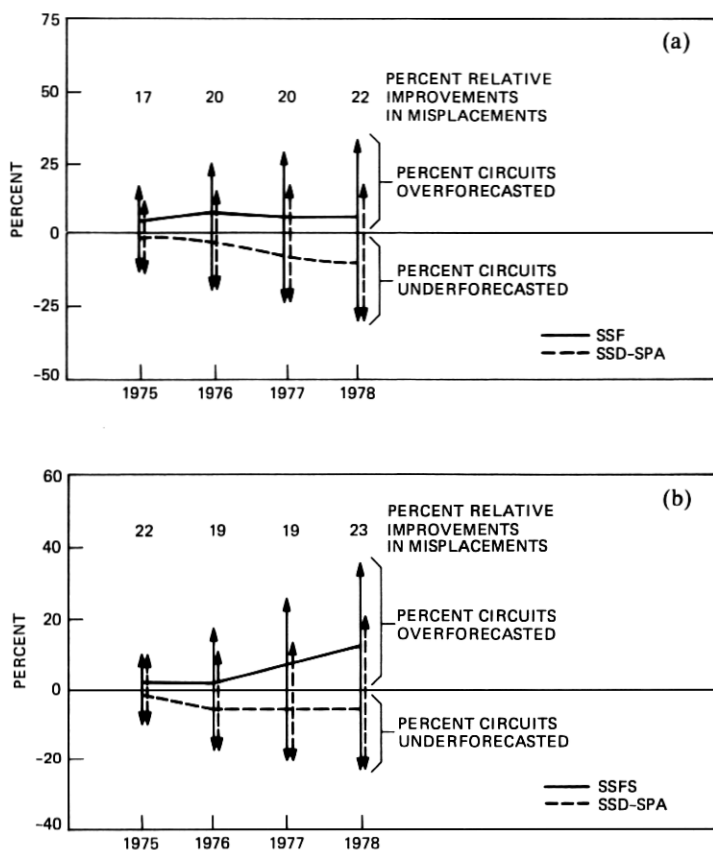 75
(a)
PERCENT RELATIVE
17 20 20 22 IMPROVEMENTS
IN MISPLACEMENTS
50
25
PERCENT CIRCUITS
OVERFORECASTED
PERCENT
0
PERCENT CIRCUITS
UNDERFORECASTED
-25
SSF
SSD-SPA
-50
1975 1976 1977 1978
60
(b)
PERCENT RELATIVE
22 19 19 23 IMPROVEMENTS
IN MISPLACEMENTS
40
20
PERCENT CIRCUITS
OVERFORECASTED
PERCENT
0
PERCENT CIRCUITS
UNDERFORECASTED
-20
SSFS
SSD-SPA
-40
1975 1976 1977 1978